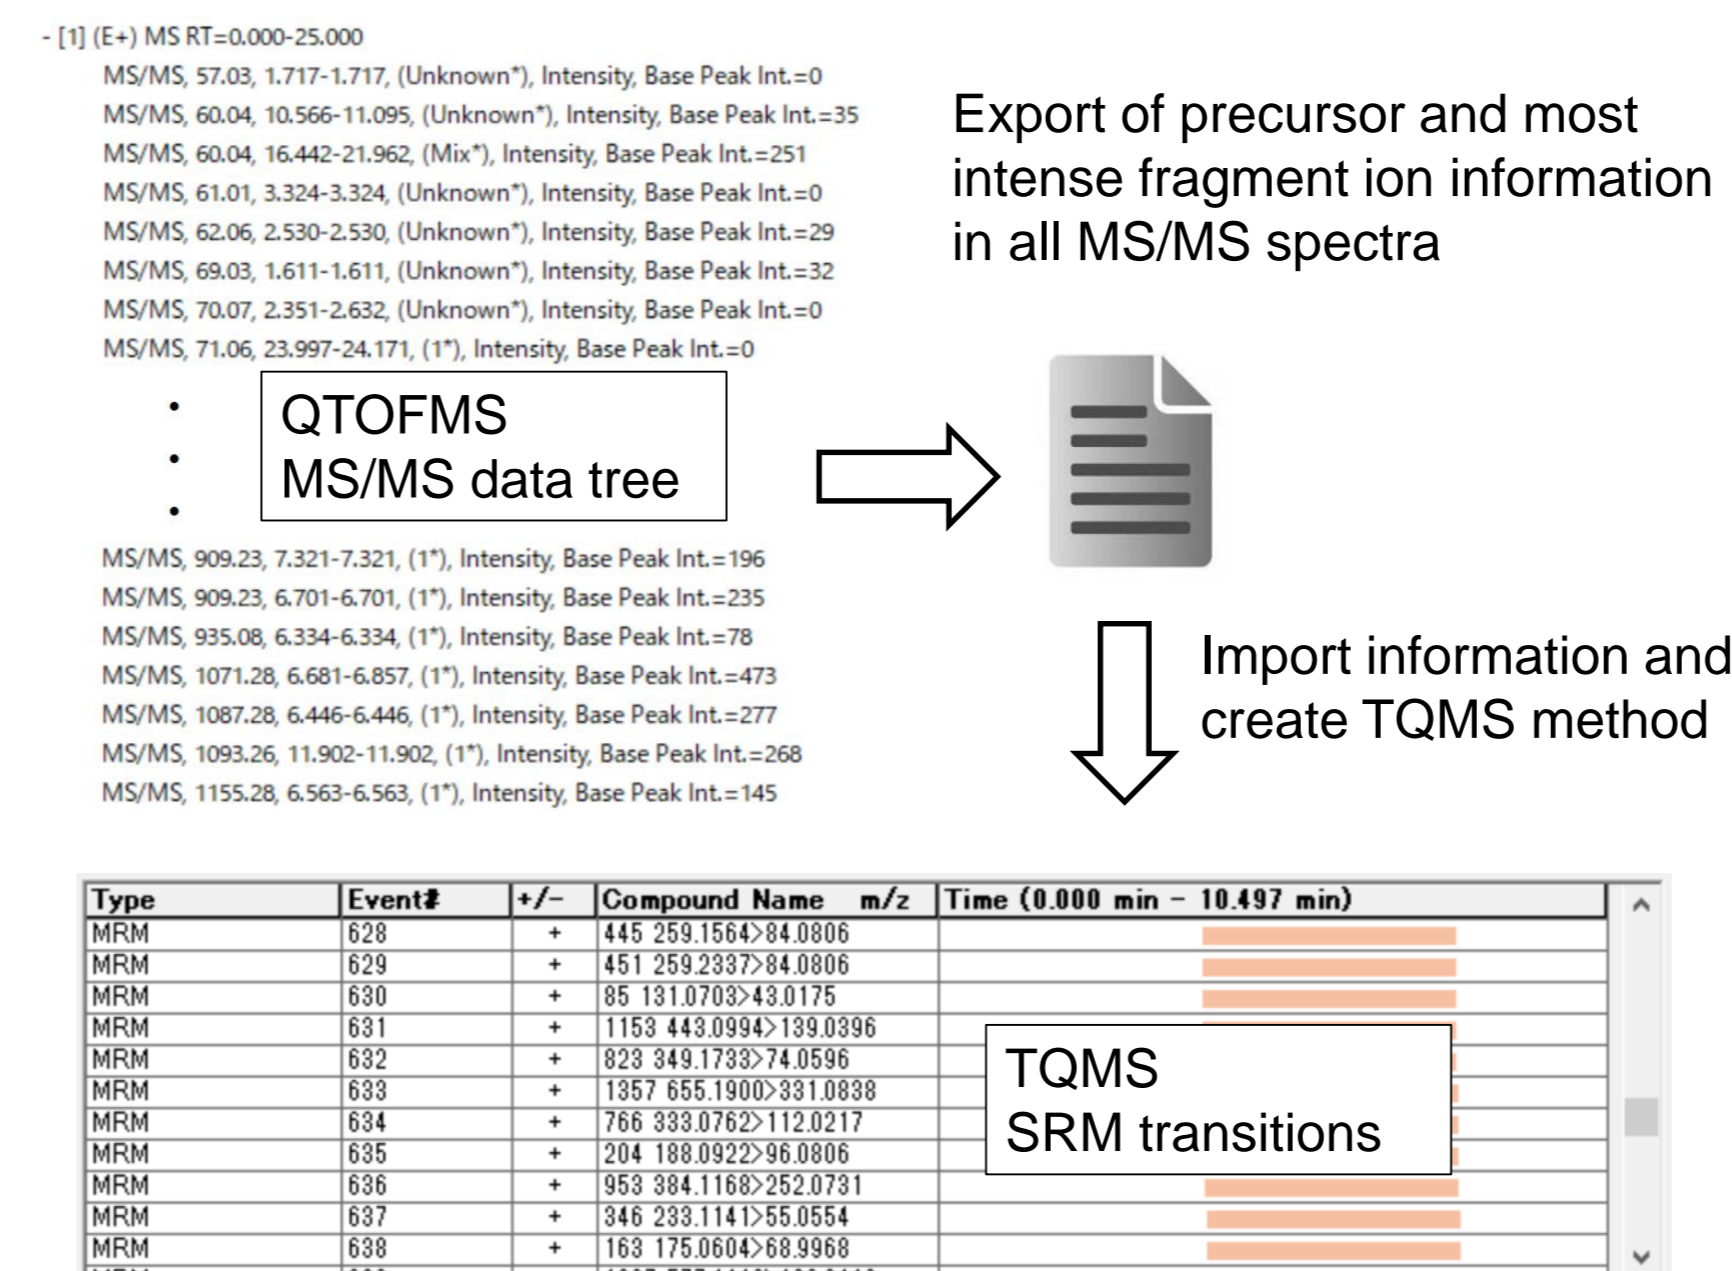 - [1] (E+) MS RT=0.000-25.000
MS/MS, 57.03, 1.717-1.717, (Unknown*), Intensity, Base Peak Int.=0
MS/MS, 60.04, 10.566-11.095, (Unknown*), Intensity, Base Peak Int.=35
MS/MS, 60.04, 16.442-21.962, (Mix*), Intensity, Base Peak Int.=251
MS/MS, 61.01, 3.324-3.324, (Unknown*), Intensity, Base Peak Int.=0
MS/MS, 62.06, 2.530-2.530, (Unknown*), Intensity, Base Peak Int.=29
MS/MS, 69.03, 1.611-1.611, (Unknown*), Intensity, Base Peak Int.=32
MS/MS, 70.07, 2.351-2.632, (Unknown*), Intensity, Base Peak Int.=0
MS/MS, 71.06, 23.997-24.171, (1*), Intensity, Base Peak Int.=0
QTOFMS
MS/MS data tree
MS/MS, 909.23, 7.321-7.321, (1*), Intensity, Base Peak Int.=196
MS/MS, 909.23, 6.701-6.701, (1*), Intensity, Base Peak Int.=235
MS/MS, 935.08, 6.334-6.334, (1*), Intensity, Base Peak Int.=78
MS/MS, 1071.28, 6.681-6.857, (1*), Intensity, Base Peak Int.=473
MS/MS, 1087.28, 6.446-6.446, (1*), Intensity, Base Peak Int.=277
MS/MS, 1093.26, 11.902-11.902, (1*), Intensity, Base Peak Int.=268
MS/MS, 1155.28, 6.563-6.563, (1*), Intensity, Base Peak Int.=145
Export of precursor and most
intense fragment ion information
in all MS/MS spectra
Import information and
create TQMS method
Type Event# +/- Compound Name m/z Time (0.000 min - 10.497 min)
MRM 628 + 445 259.1564>84.0806
MRM 629 + 451 259.2337>84.0806
MRM 630 + 85 131.0703>43.0175
MRM 631 + 1153 443.0994>139.0396
MRM 632 + 823 349.1733>74.0596
MRM 633 + 1357 655.1900>331.0838
MRM 634 + 766 333.0762>112.0217
MRM 635 + 204 188.0922>96.0806
MRM 636 + 953 384.1168>252.0731
MRM 637 + 346 233.1141>55.0554
MRM 638 + 163 175.0604>68.9968
TQMS
SRM transitions